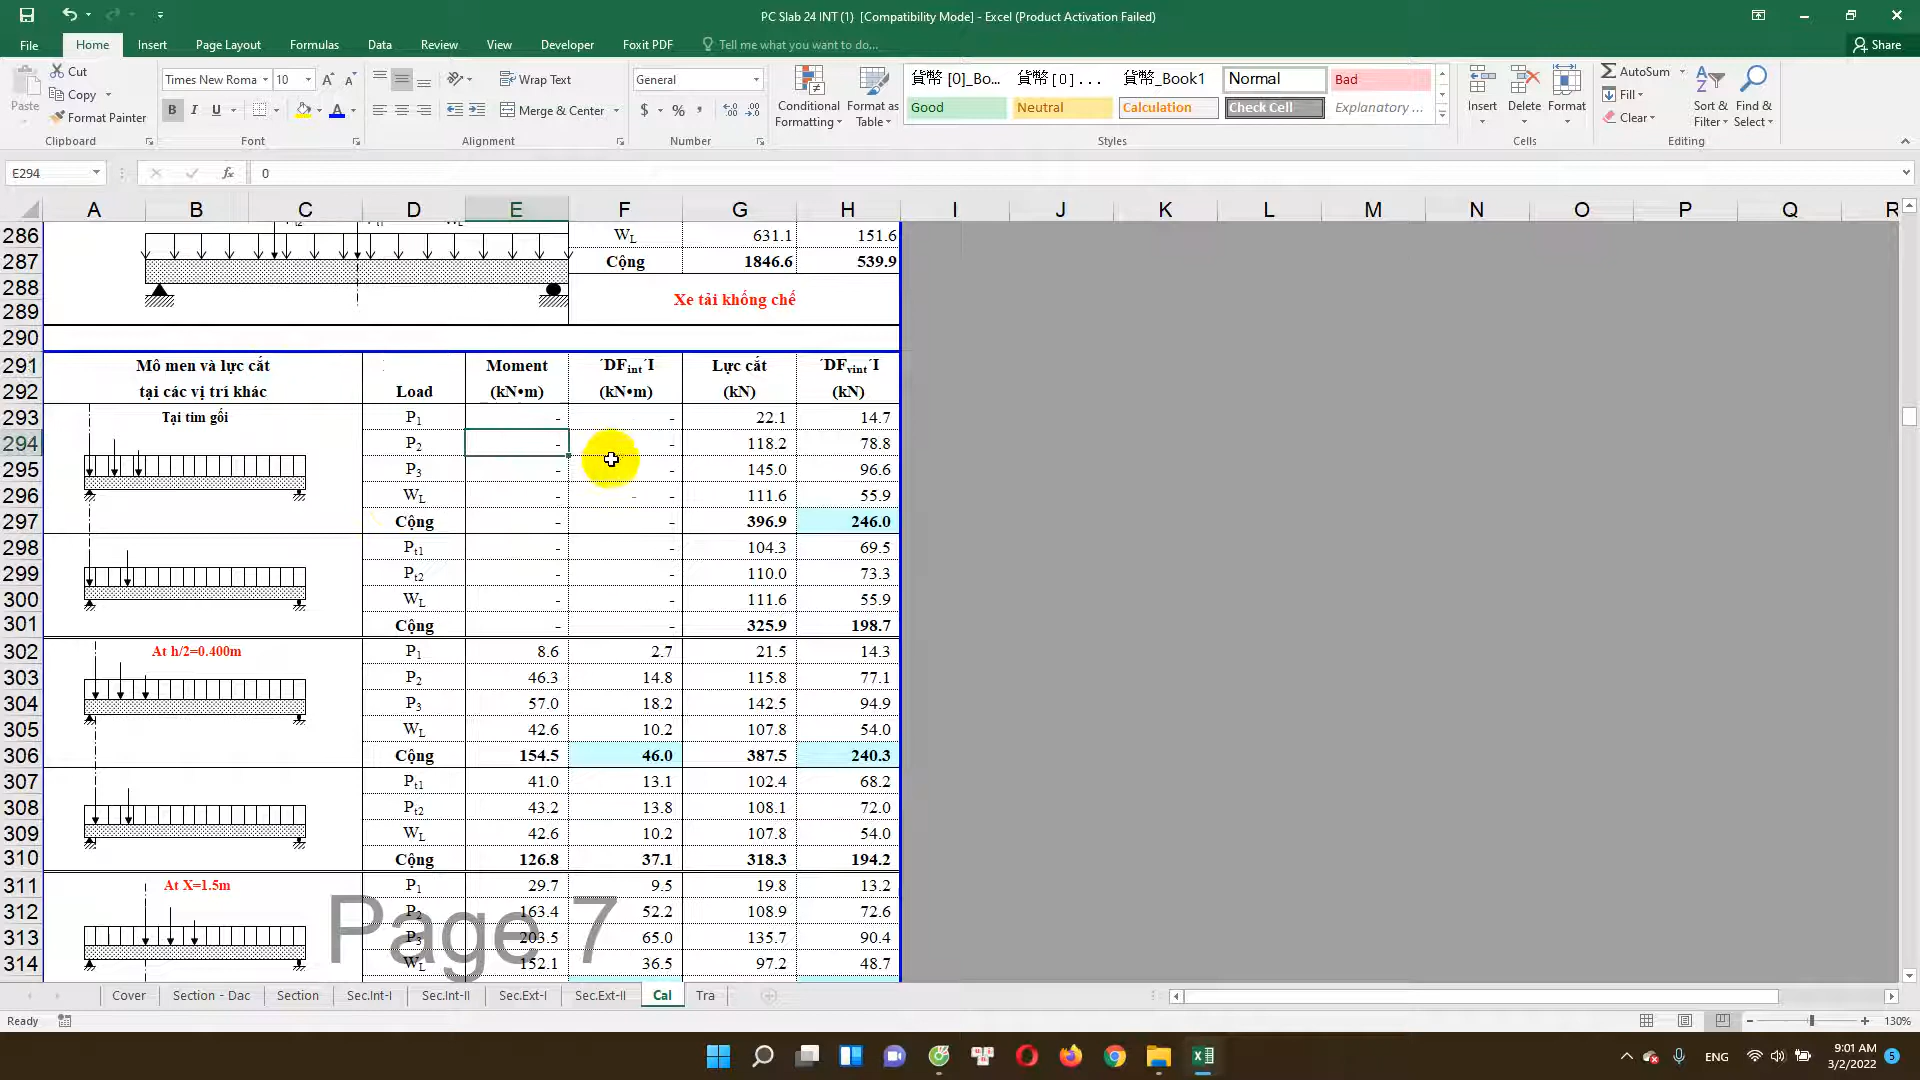 PC Slab 24 INT (1)  [Compatibility Mode] - Excel (Product Activation Failed)
File Home Insert Page Layout Formulas Data Review View Developer Foxit PDF Tell me what you want to do... Share
Cut
Copy
Format Painter
Paste
Clipboard
Times New Roma 10
B I U
Font
Wrap Text
Merge & Center
Alignment
General
$ %
Number
Conditional Formatting
Format as Table
貨幣 [0]_Bo... 貨幣 [0] ... 貨幣_Book1 Normal Bad
Good Neutral Calculation Check Cell Explanatory ...
Styles
Insert Delete Format
Cells
AutoSum
Fill
Clear
Sort & Filter
Find & Select
Editing
E294 fx 0
A B C D E F G H I J K L M N O P Q R
286 WL 631.1 151.6
287 Cộng 1846.6 539.9
288 Xe tải khống chế
289
290
291 Mô men và lực cắt Moment ´DFint´I Lực cắt ´DFvint´I
292 tại các vị trí khác Load (kN•m) (kN•m) (kN) (kN)
293 Tại tim gối P1 - - 22.1 14.7
294 P2 - - 118.2 78.8
295 P3 - - 145.0 96.6
296 WL - - 111.6 55.9
297 Cộng - - 396.9 246.0
298 Pt1 - - 104.3 69.5
299 Pt2 - - 110.0 73.3
300 WL - - 111.6 55.9
301 Cộng - - 325.9 198.7
302 At h/2=0.400m P1 8.6 2.7 21.5 14.3
303 P2 46.3 14.8 115.8 77.1
304 P3 57.0 18.2 142.5 94.9
305 WL 42.6 10.2 107.8 54.0
306 Cộng 154.5 46.0 387.5 240.3
307 Pt1 41.0 13.1 102.4 68.2
308 Pt2 43.2 13.8 108.1 72.0
309 WL 42.6 10.2 107.8 54.0
310 Cộng 126.8 37.1 318.3 194.2
311 At X=1.5m P1 29.7 9.5 19.8 13.2
312 P2 163.4 52.2 108.9 72.6
313 P3 203.5 65.0 135.7 90.4
314 WL 152.1 36.5 97.2 48.7
Page 7
Cover Section - Dac Section Sec.Int-I Sec.Int-II Sec.Ext-I Sec.Ext-II Cal Tra
Ready 130%
ENG 9:01 AM
3/2/2022 5